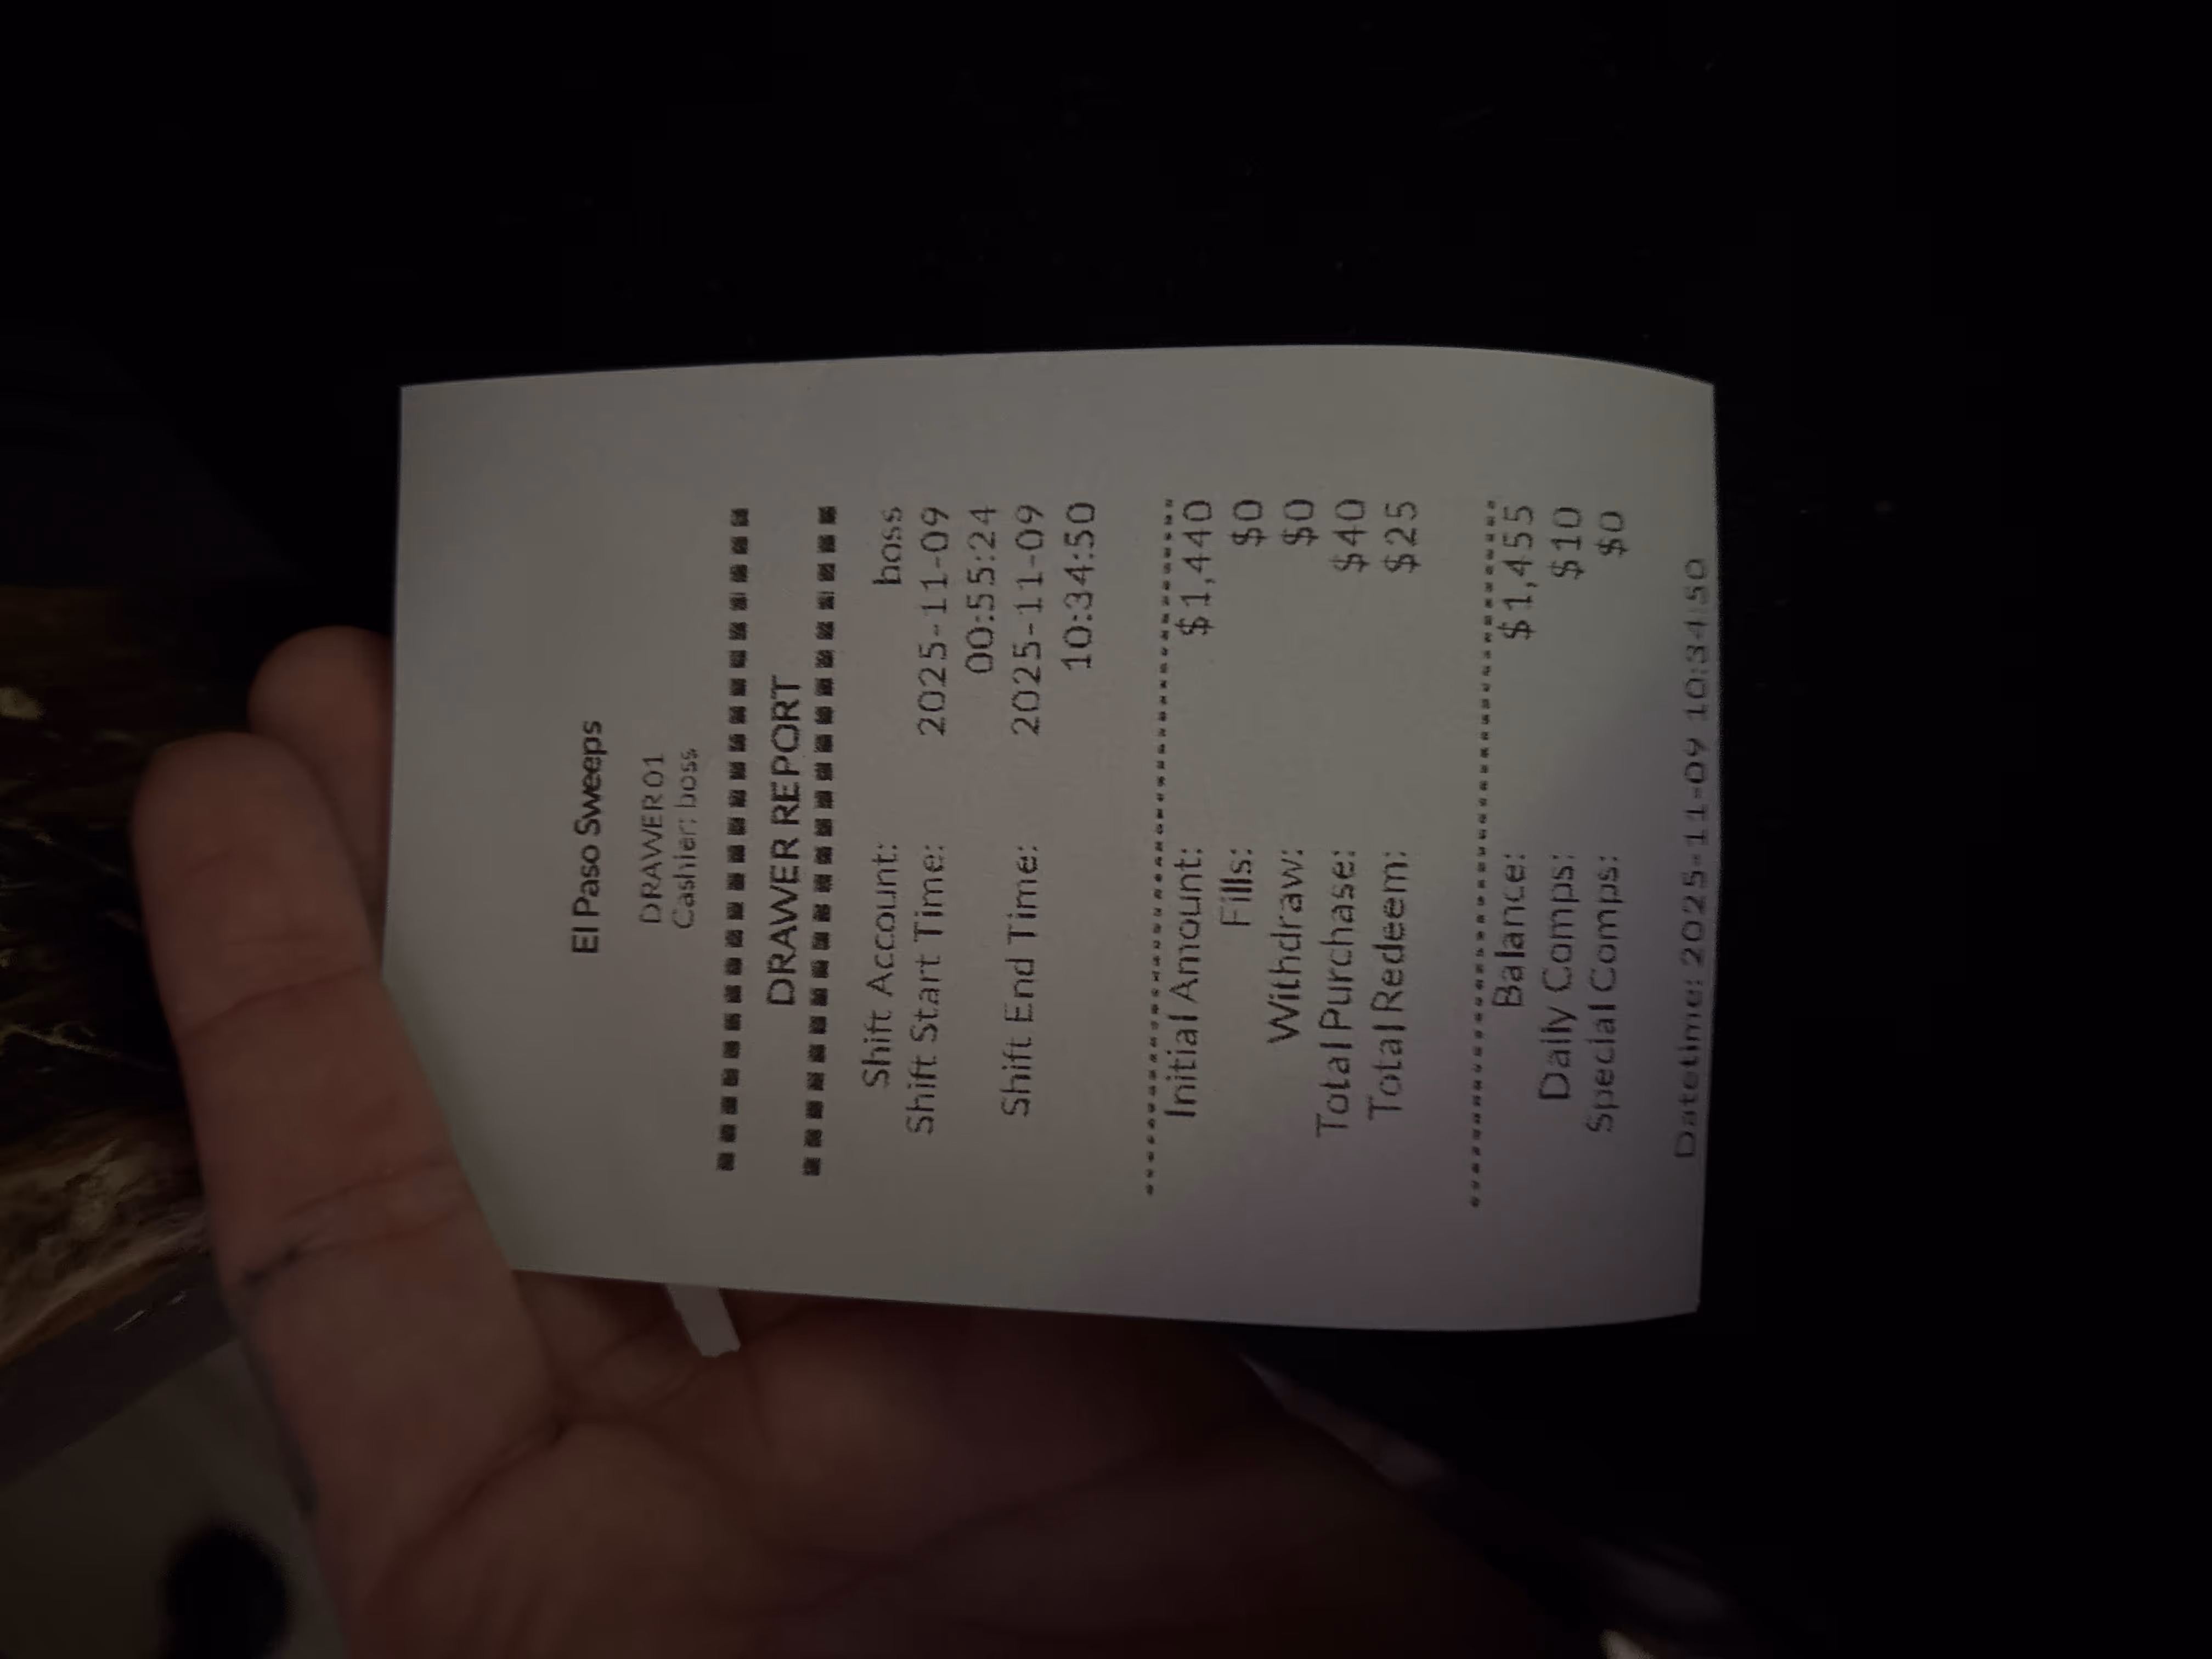 El Paso Sweeps
DRAWER01
Cashier: boss
DRAWER REPORT
Shift Account: boss
Shift Start Time: 2025-11-09
00:55:24
Shift End Time: 2025-11-09
10:34:50
Initial Amount: $1,440
Fills: $0
Withdraw: $0
Total Purchase: $40
Total Redeem: $25
Balance: $1,455
Daily Comps: $10
Special Comps: $0
Datetime: 2025-11-09 10:34:50